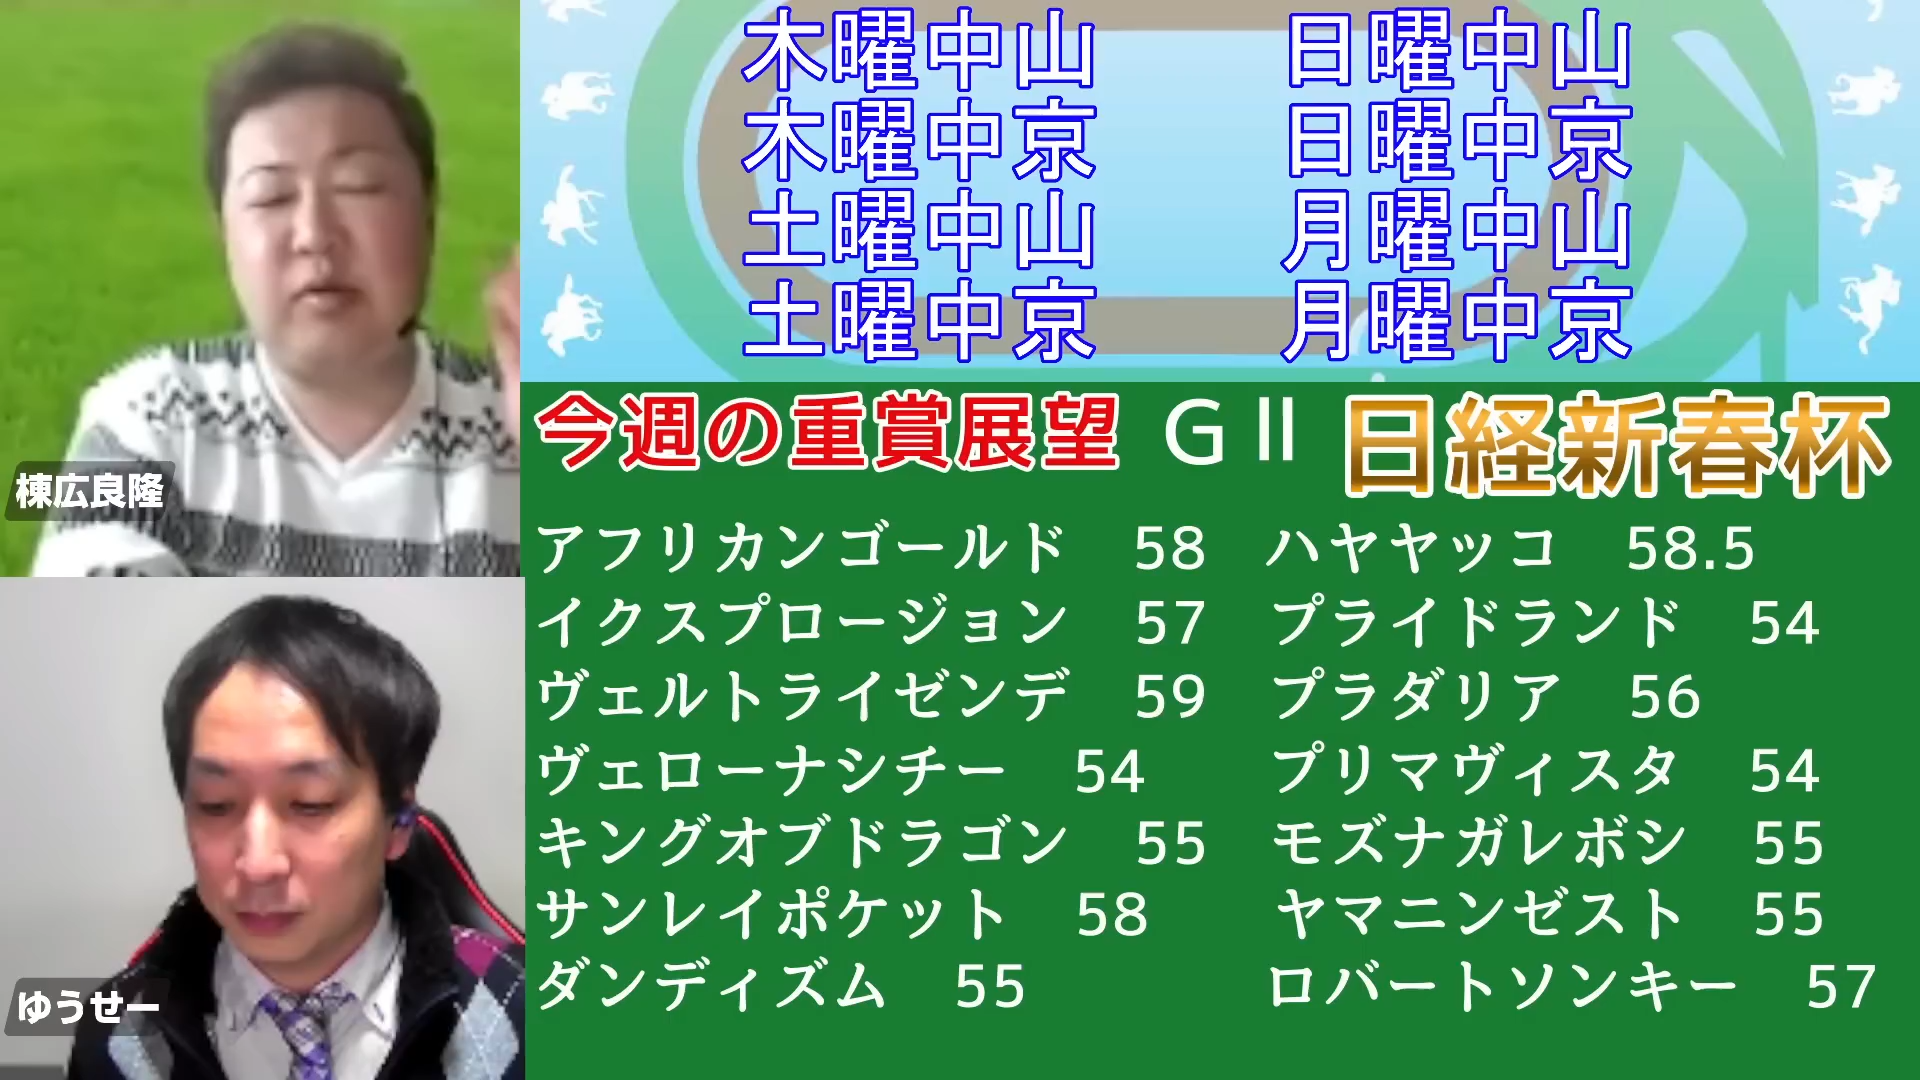 木曜中山 日曜中山
木曜中京 日曜中京
土曜中山 月曜中山
土曜中京 月曜中京
今週の重賞展望 GⅡ 日経新春杯
アフリカンゴールド 58 ハヤヤッコ 58.5
イクスプロージョン 57 プライドランド 54
ヴェルトライゼンデ 59 プラダリア 56
ヴェローナシチー 54 プリマヴィスタ 54
キングオブドラゴン 55 モズナガレボシ 55
サンレイポケット 58 ヤマニンゼスト 55
ダンディズム 55 ロバートソンキー 57
棟広良隆
ゆうせー